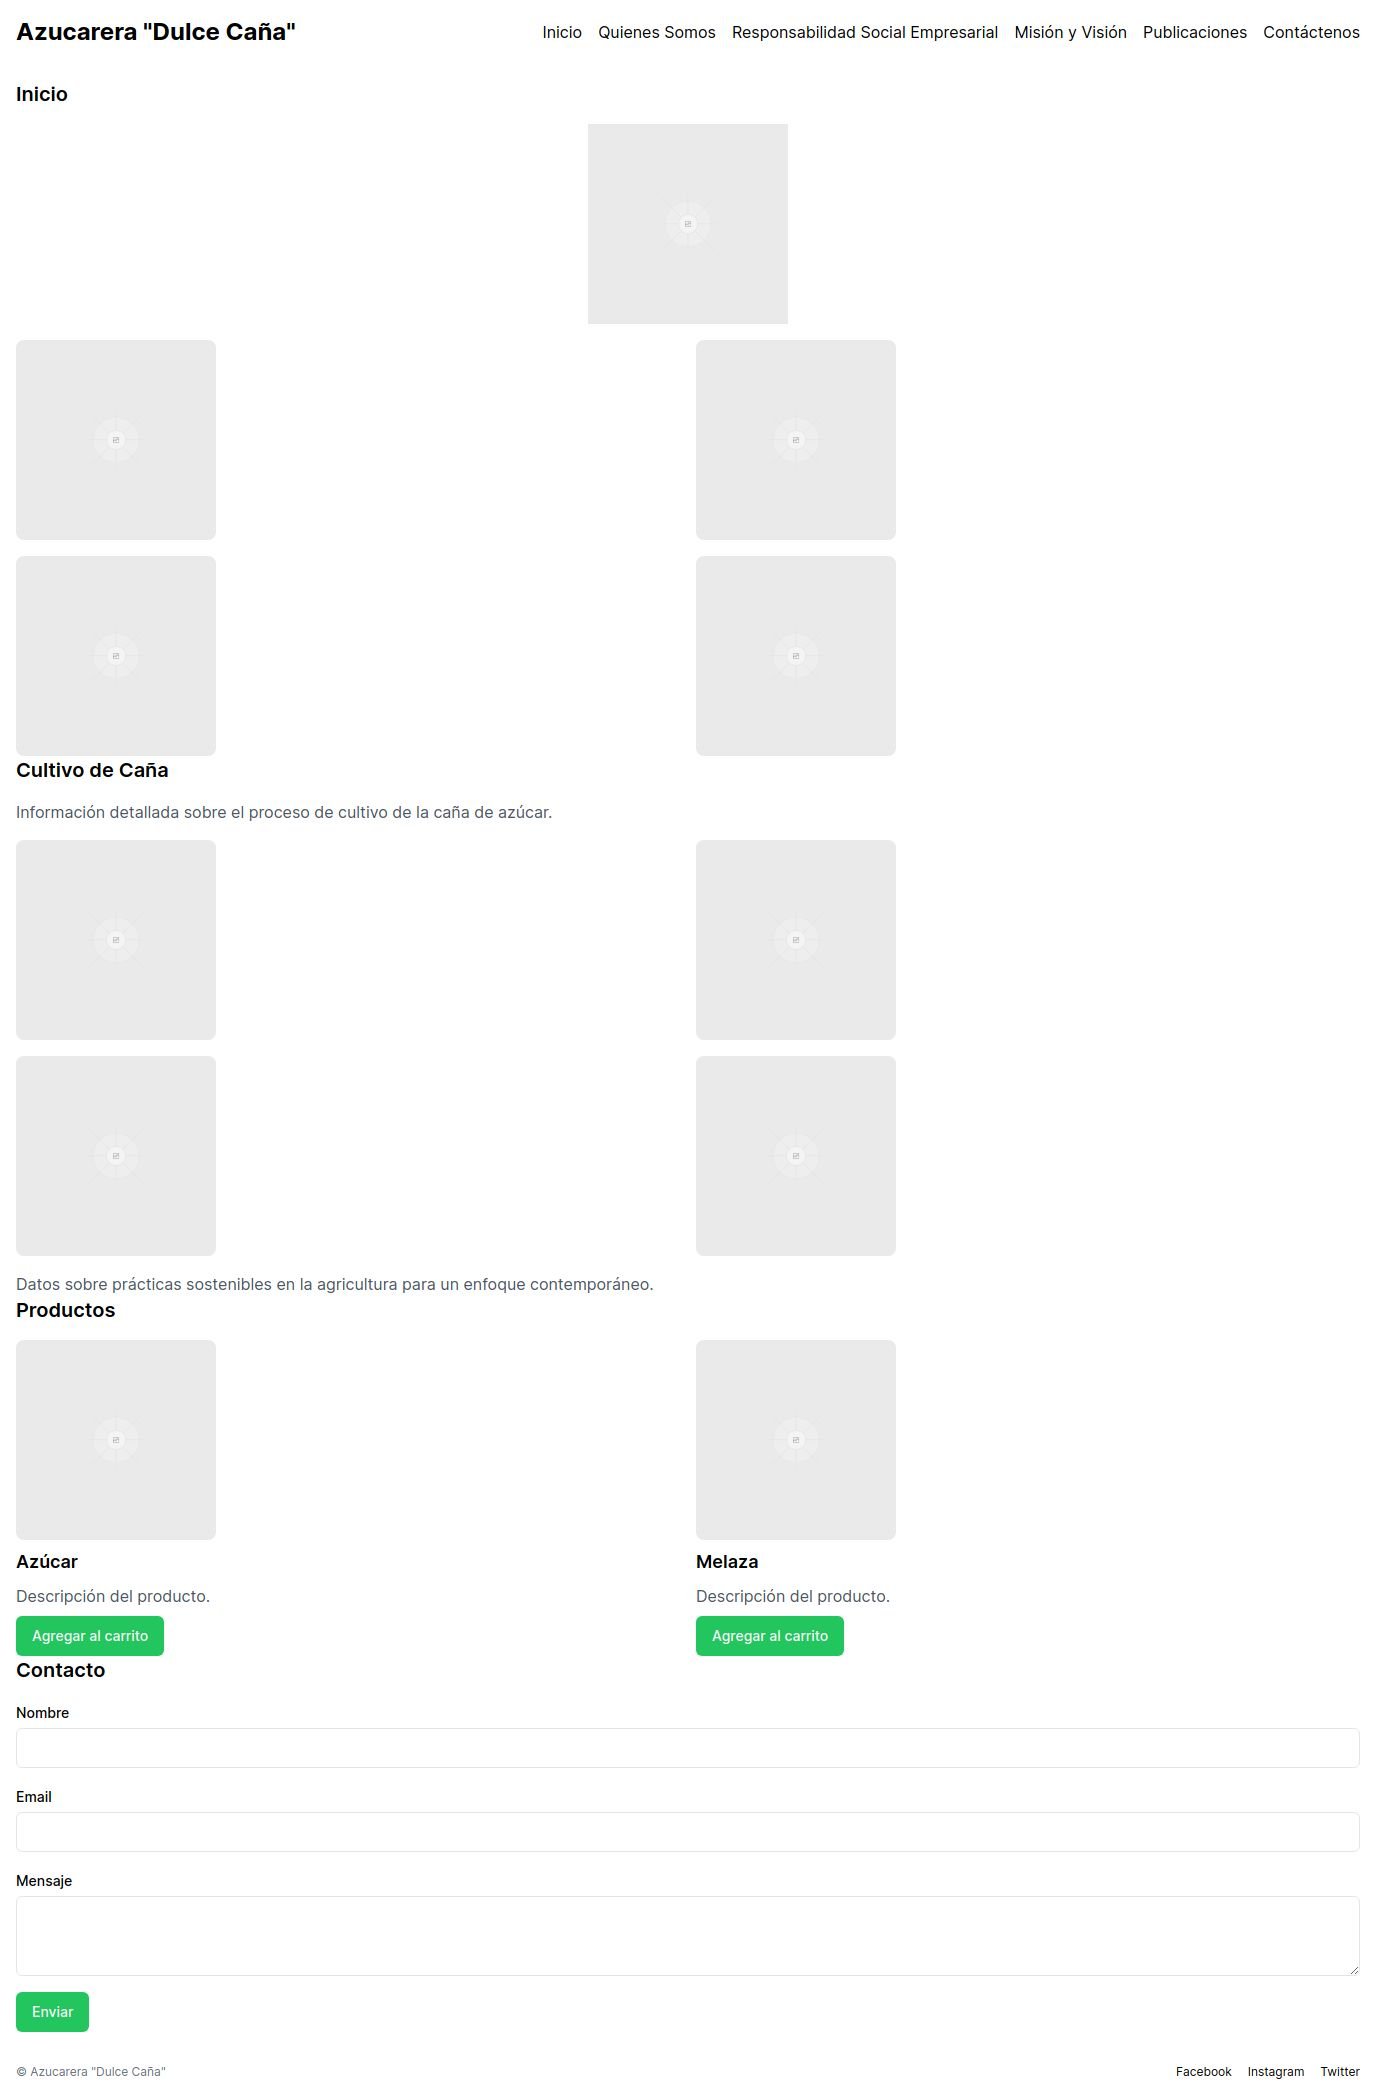 Azucarera "Dulce Caña"
Inicio Quienes Somos Responsabilidad Social Empresarial Misión y Visión Publicaciones Contáctenos
Inicio
Cultivo de Caña
Información detallada sobre el proceso de cultivo de la caña de azúcar.
Datos sobre prácticas sostenibles en la agricultura para un enfoque contemporáneo.
Productos
Azúcar Melaza
Descripción del producto. Descripción del producto.
Agregar al carrito Agregar al carrito
Contacto
Nombre
Email
Mensaje
Enviar
© Azucarera "Dulce Caña" Facebook Instagram Twitter